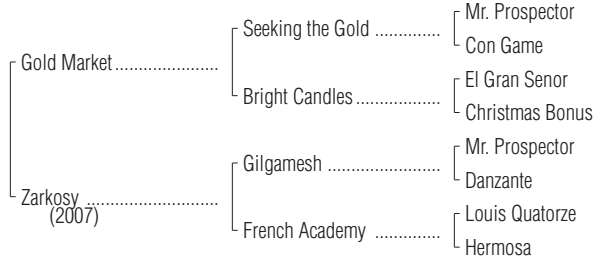 Mr. Prospector
Seeking the Gold ..............
Con Game
Gold Market......................
El Gran Senor
Bright Candles..................
Christmas Bonus
Mr. Prospector
Gilgamesh ........................
Danzante
Zarkosy ............................
(2007)
Louis Quatorze
French Academy ..............
Hermosa